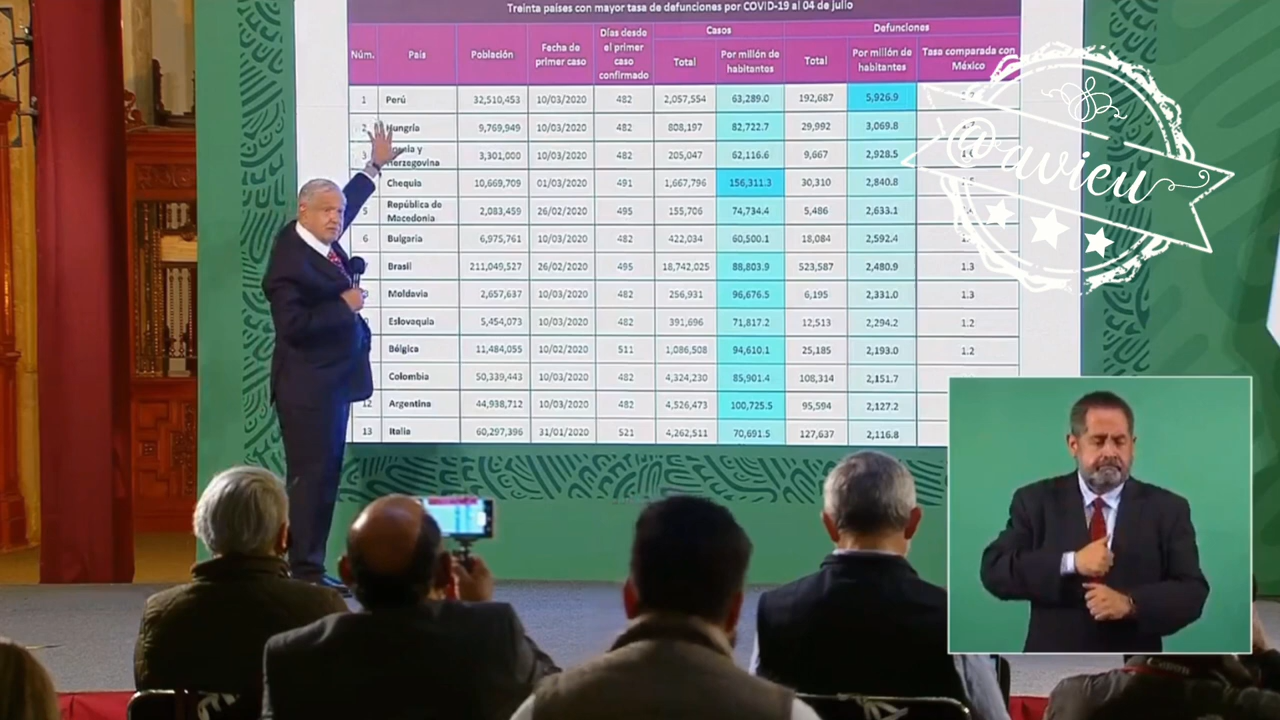 Treinta países con mayor tasa de defunciones por COVID-19 al 04 de julio
Núm. País Población Fecha de primer caso Días desde el primer caso confirmado Casos Defunciones
Total Por millón de habitantes Total Por millón de habitantes Tasa comparada con México
1 Perú 32,510,453 10/03/2020 482 2,057,554 63,289.0 192,687 5,926.9
2 Hungría 9,769,949 10/03/2020 482 808,197 82,722.7 29,992 3,069.8
3 y Herzegovina 3,301,000 10/03/2020 482 205,047 62,116.6 9,667 2,928.5
Chequia 10,669,709 01/03/2020 491 1,667,796 156,311.3 30,310 2,840.8
5 República de Macedonia 2,083,459 26/02/2020 495 155,706 74,734.4 5,486 2,633.1
6 Bulgaria 6,975,761 10/03/2020 482 422,034 60,500.1 18,084 2,592.4
Brasil 211,049,527 26/02/2020 495 18,742,025 88,803.9 523,587 2,480.9 1.3
Moldavia 2,657,637 10/03/2020 482 256,931 96,676.5 6,195 2,331.0 1.3
Eslovaquia 5,454,073 10/03/2020 482 391,696 71,817.2 12,513 2,294.2 1.2
Bélgica 11,484,055 10/02/2020 511 1,086,508 94,610.1 25,185 2,193.0 1.2
Colombia 50,339,443 10/03/2020 482 4,324,230 85,901.4 108,314 2,151.7
12 Argentina 44,938,712 10/03/2020 482 4,526,473 100,725.5 95,594 2,127.2
13 Italia 60,297,396 31/01/2020 521 4,262,511 70,691.5 127,637 2,116.8
Canon